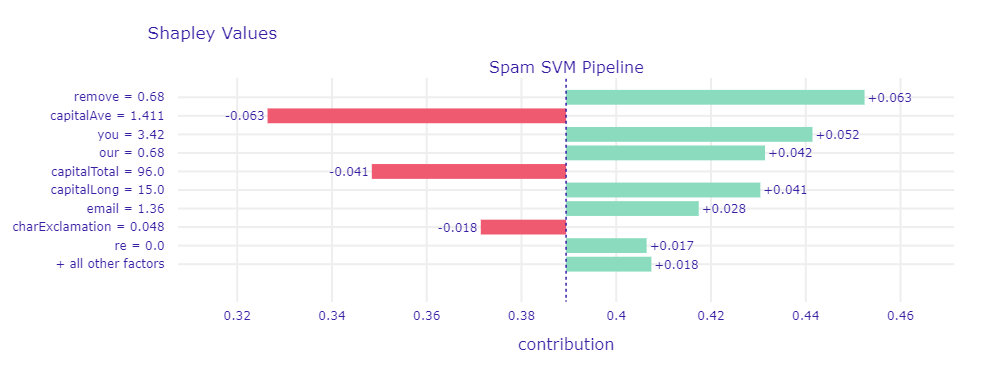 Shapley Values
Spam SVM Pipeline
remove = 0.68
+0.063
capitalAve = 1.411
-0.063
you = 3.42
+0.052
our = 0.68
+0.042
capitalTotal = 96.0
-0.041
capitalLong = 15.0
+0.041
email = 1.36
+0.028
charExclamation = 0.048
-0.018
re = 0.0
+0.017
+ all other factors
+0.018
0.32 0.34 0.36 0.38 0.4 0.42 0.44 0.46
contribution